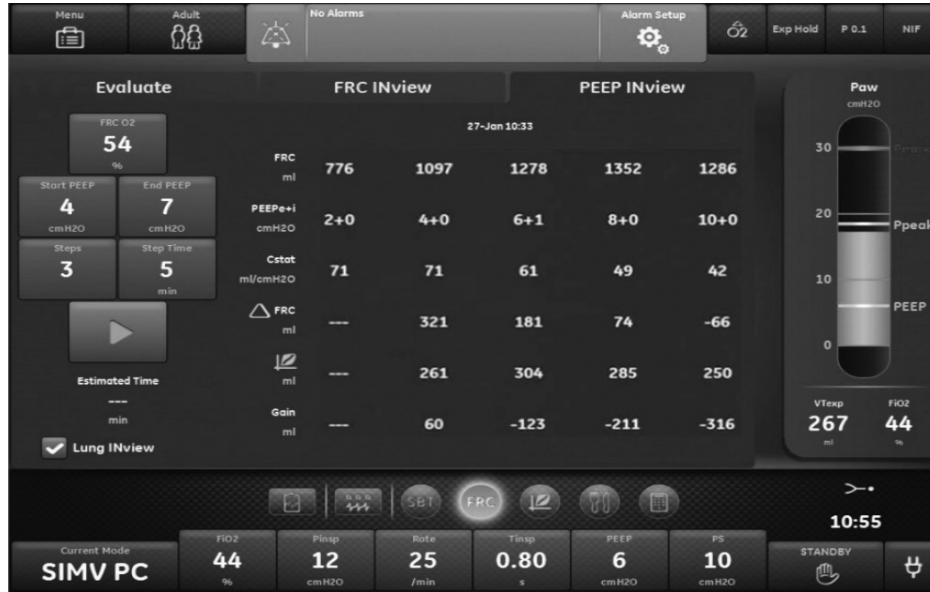 Menu
Adult
No Alarms
Alarm Setup
Ô2
Exp Hold
P 0.1
NIF
Evaluate
FRC INview
PEEP INview
27-Jan 10:33
FRC O2
54
%
Start PEEP
4
cmH2O
End PEEP
7
cmH2O
Steps
3
Step Time
5
min
Estimated Time
---
min
Lung INview
FRC ml 776 1097 1278 1352 1286
PEEPe+i cmH2O 2+0 4+0 6+1 8+0 10+0
Cstat ml/cmH2O 71 71 61 49 42
△ FRC ml --- 321 181 74 -66
ml --- 261 304 285 250
Gain ml --- 60 -123 -211 -316
Paw
cmH2O
30
20
Ppeak
10
PEEP
0
VTexp
267
ml
FiO2
44
%
SBT
FRC
10:55
Current Mode
SIMV PC
FiO2
44
%
Pinsp
12
cmH2O
Rate
25
/min
Tinsp
0.80
s
PEEP
6
cmH2O
PS
10
cmH2O
STANDBY